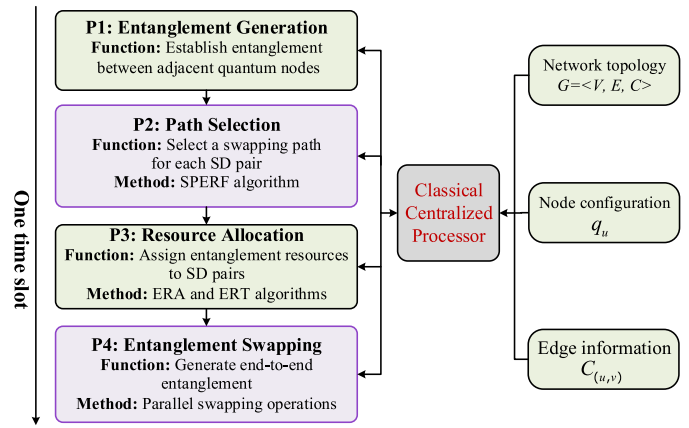 One time slot
P1: Entanglement Generation
Function: Establish entanglement
between adjacent quantum nodes
P2: Path Selection
Function: Select a swapping path
for each SD pair
Method: SPERF algorithm
P3: Resource Allocation
Function: Assign entanglement resources
to SD pairs
Method: ERA and ERT algorithms
P4: Entanglement Swapping
Function: Generate end-to-end
entanglement
Method: Parallel swapping operations
Classical
Centralized
Processor
Network topology
G=<V, E, C>
Node configuration
q_u
Edge information
C_(u,v)